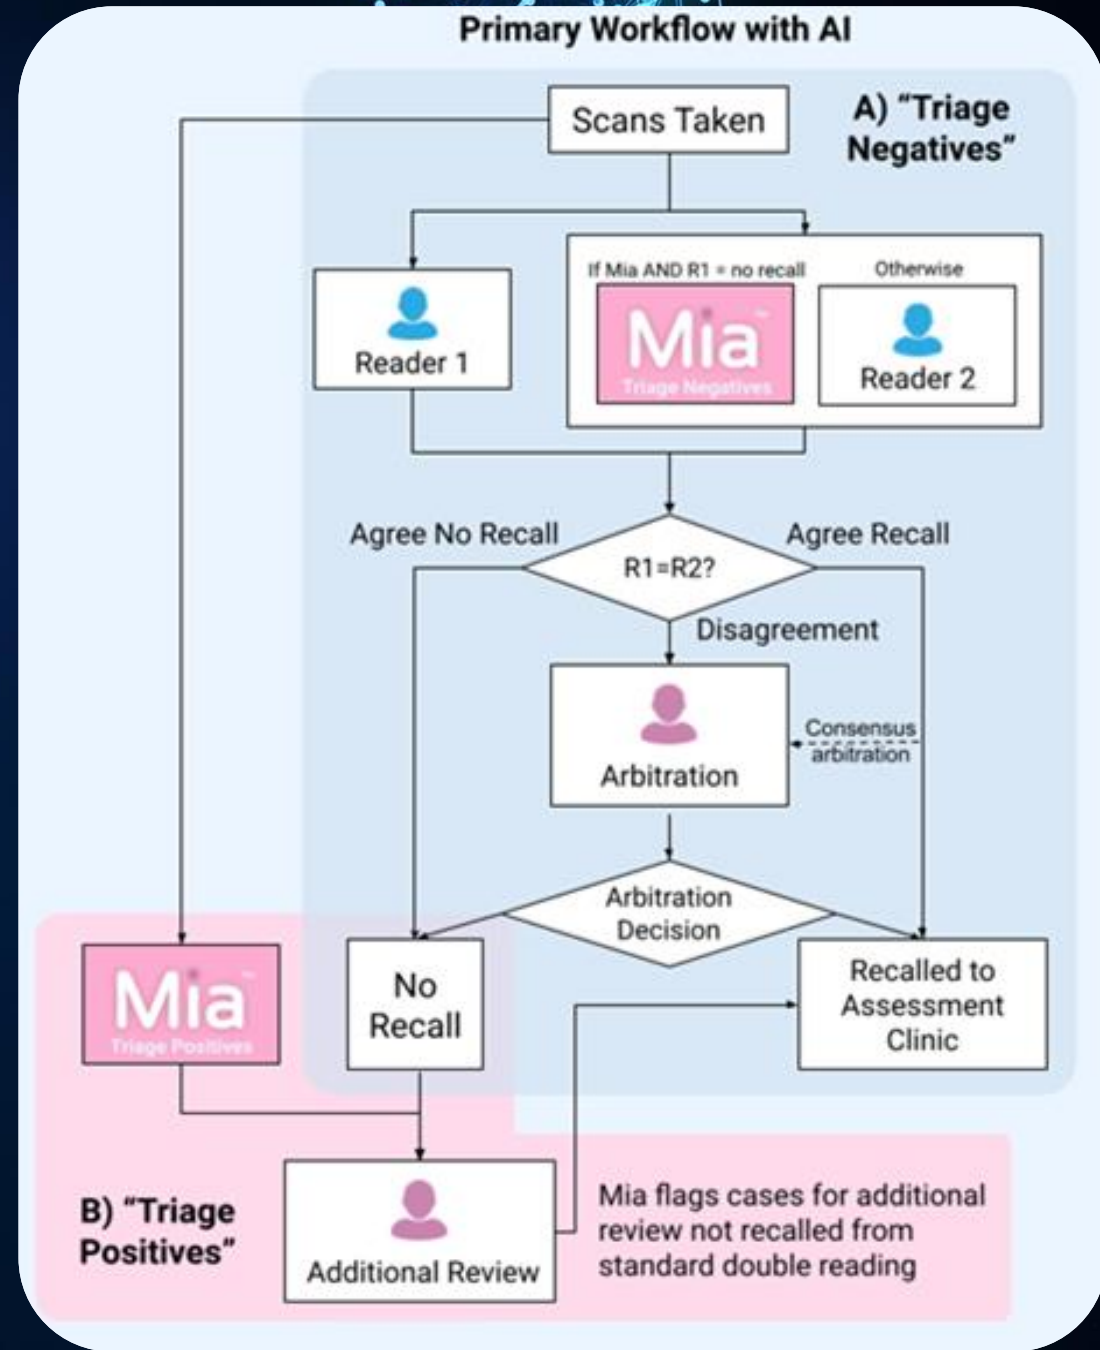 Primary Workflow with AI
Scans Taken
A) “Triage
Negatives”
If Mia AND R1 = no recall
Otherwise
Reader 1
Mia™
Triage Negatives
Reader 2
Agree No Recall
R1=R2?
Agree Recall
Disagreement
Arbitration
Consensus
arbitration
Arbitration
Decision
Mia™
Triage Positives
No
Recall
Recalled to
Assessment
Clinic
B) “Triage
Positives”
Additional Review
Mia flags cases for additional
review not recalled from
standard double reading